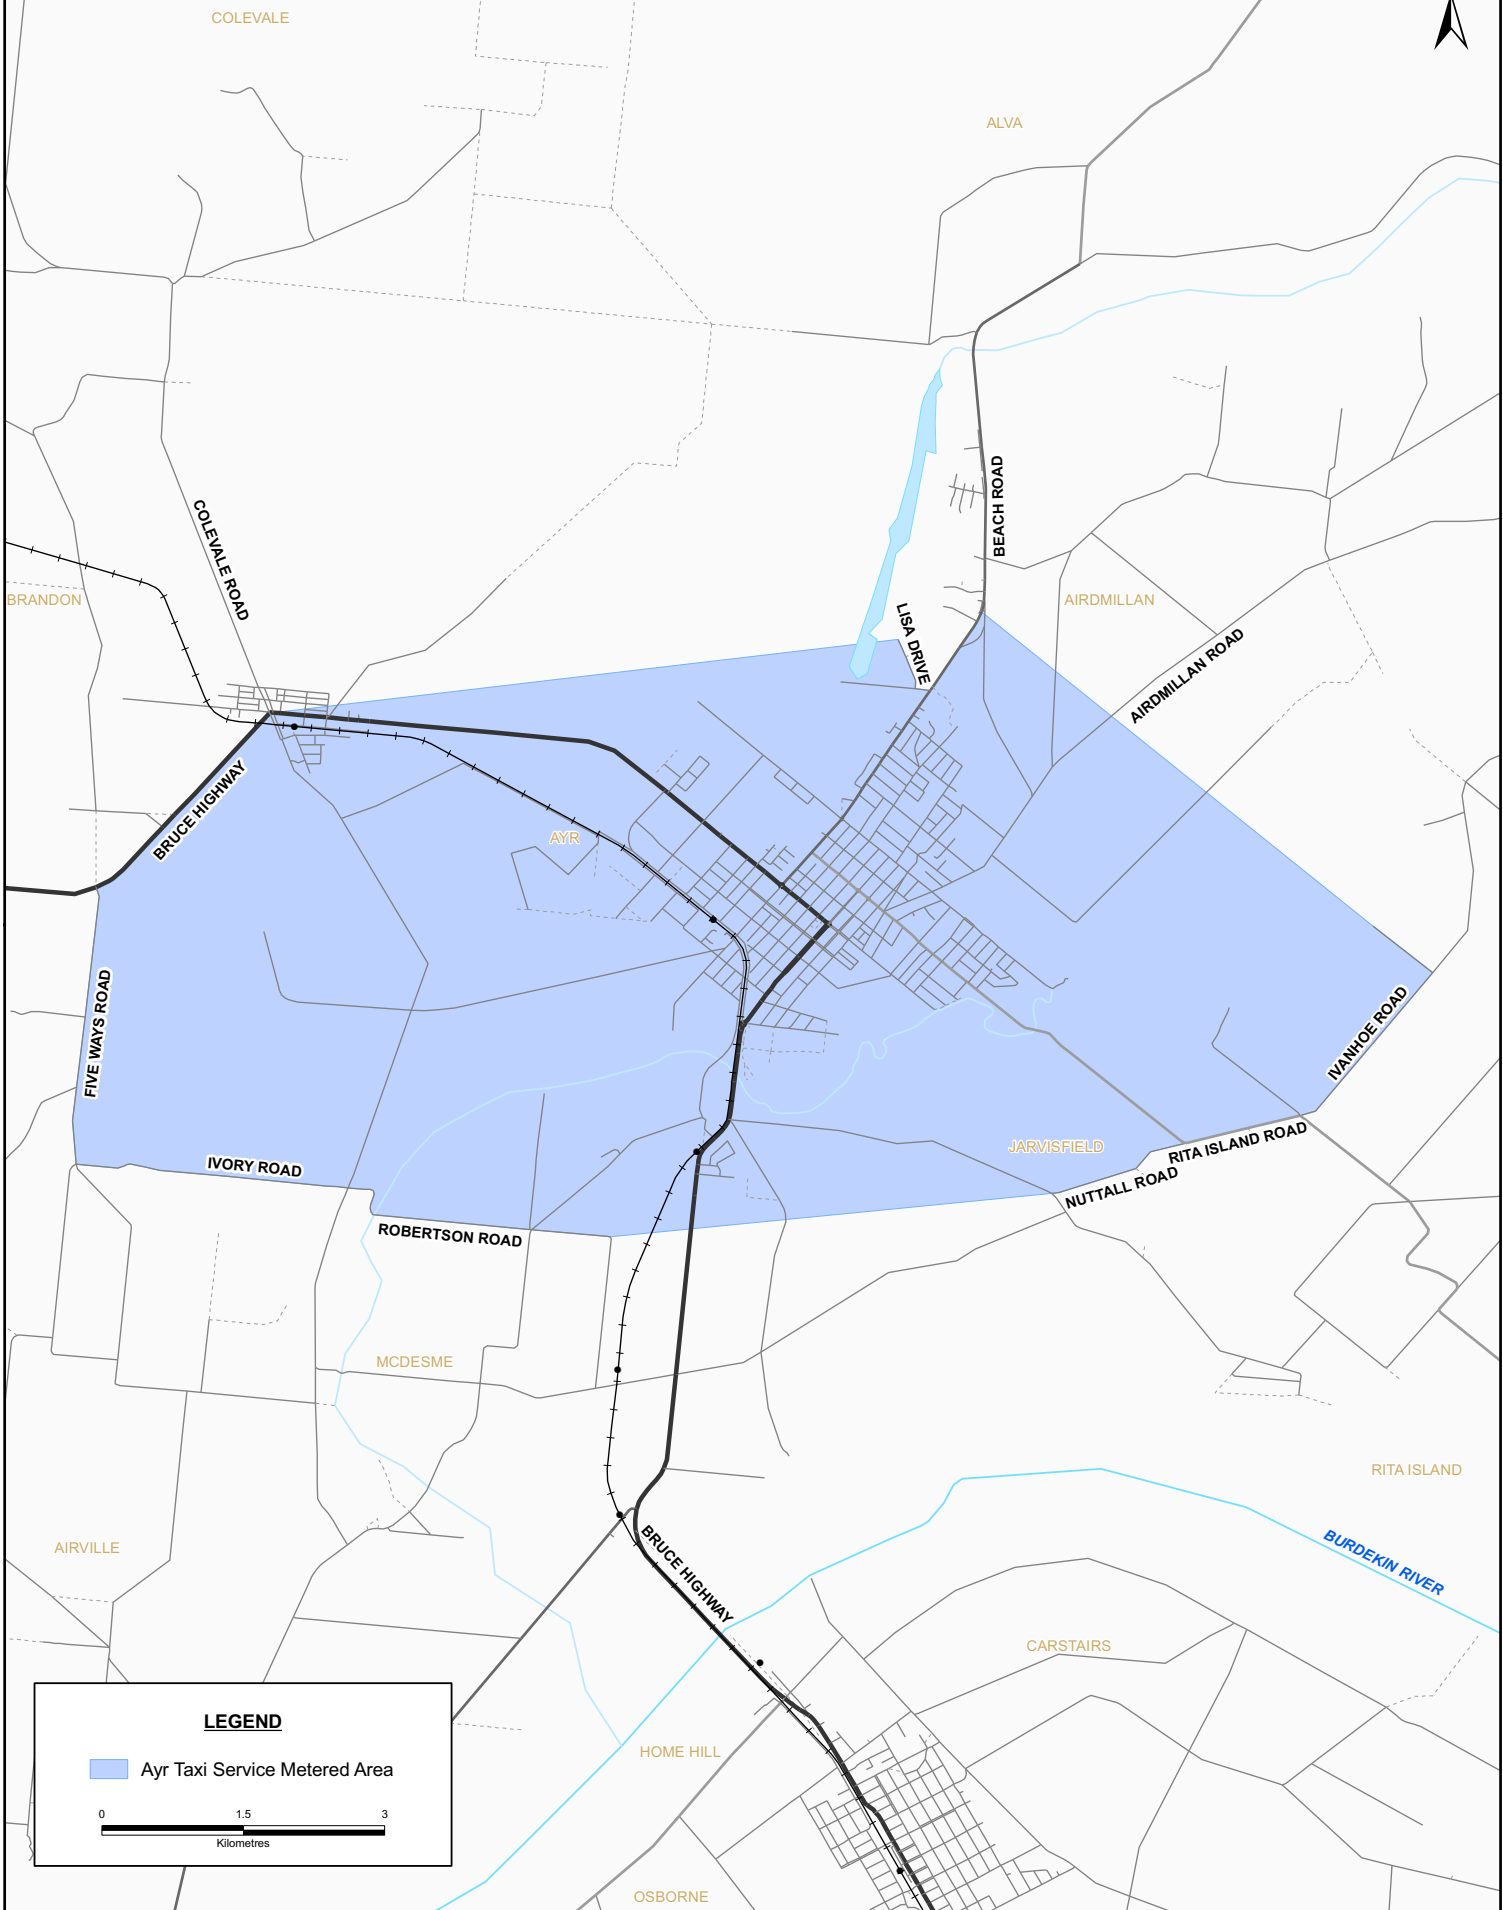 COLEVALE
ALVA
BEACH ROAD
COLEVALE ROAD
BRANDON
AIRDMILLAN
LISA DRIVE
AIRDMILLAN ROAD
BRUCE HIGHWAY
AYR
FIVE WAYS ROAD
IVANHOE ROAD
JARVISFIELD
RITA ISLAND ROAD
IVORY ROAD
NUTTALL ROAD
ROBERTSON ROAD
MCDESME
RITA ISLAND
AIRVILLE
BRUCE HIGHWAY
BURDEKIN RIVER
CARSTAIRS
HOME HILL
OSBORNE
LEGEND
Ayr Taxi Service Metered Area
0 1.5 3
Kilometres